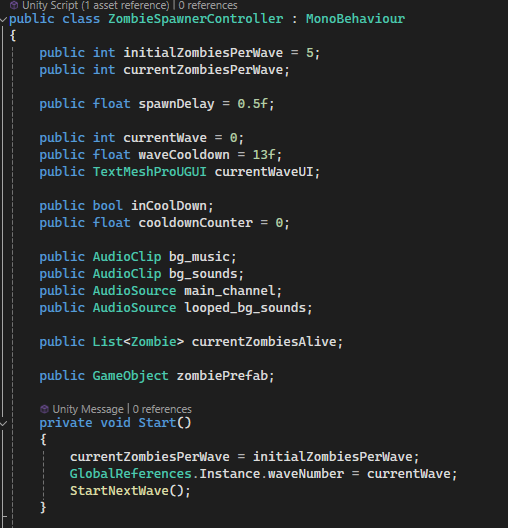 Unity Script (1 asset reference) | 0 references
public class ZombieSpawnerController : MonoBehaviour
{
public int initialZombiesPerWave = 5;
public int currentZombiesPerWave;
public float spawnDelay = 0.5f;
public int currentWave = 0;
public float waveCooldown = 13f;
public TextMeshProUGUI currentWaveUI;
public bool inCoolDown;
public float cooldownCounter = 0;
public AudioClip bg_music;
public AudioClip bg_sounds;
public AudioSource main_channel;
public AudioSource looped_bg_sounds;
public List<Zombie> currentZombiesAlive;
public GameObject zombiePrefab;
Unity Message | 0 references
private void Start()
{
currentZombiesPerWave = initialZombiesPerWave;
GlobalReferences.Instance.waveNumber = currentWave;
StartNextWave();
}